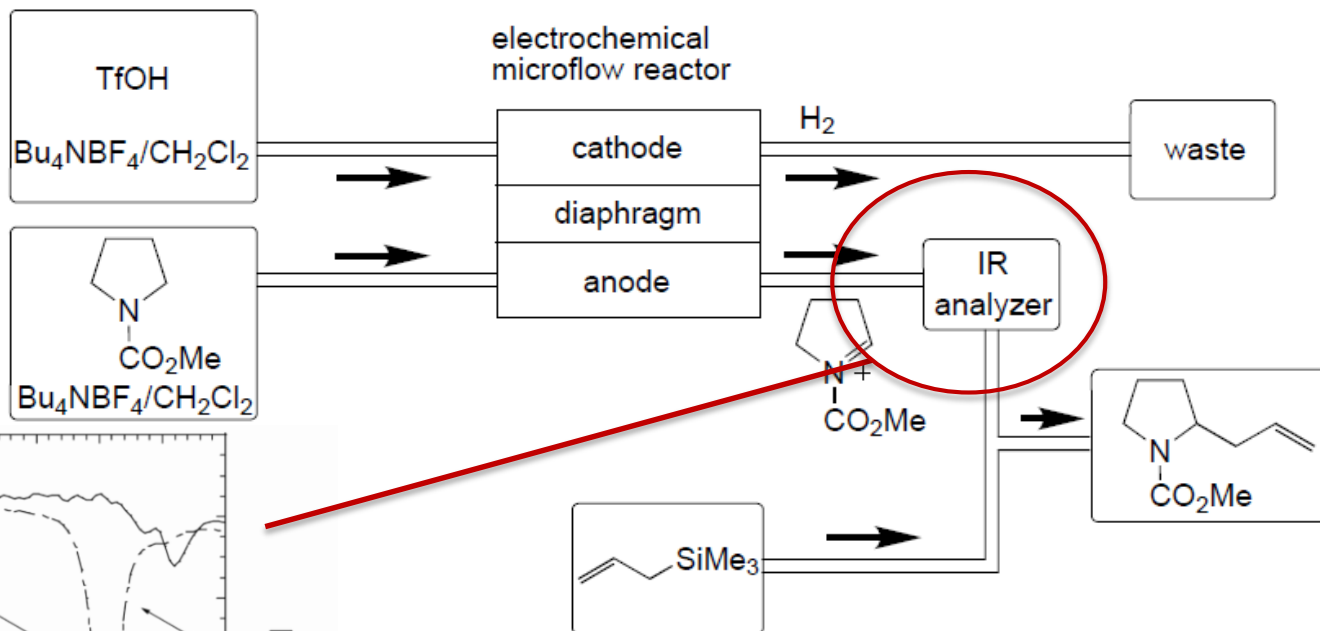 TfOH
Bu₄NBF₄/CH₂Cl₂
electrochemical
microflow reactor
cathode
diaphragm
anode
H₂
waste
N
CO₂Me
Bu₄NBF₄/CH₂Cl₂
IR
analyzer
N +
CO₂Me
N
CO₂Me
SiMe₃